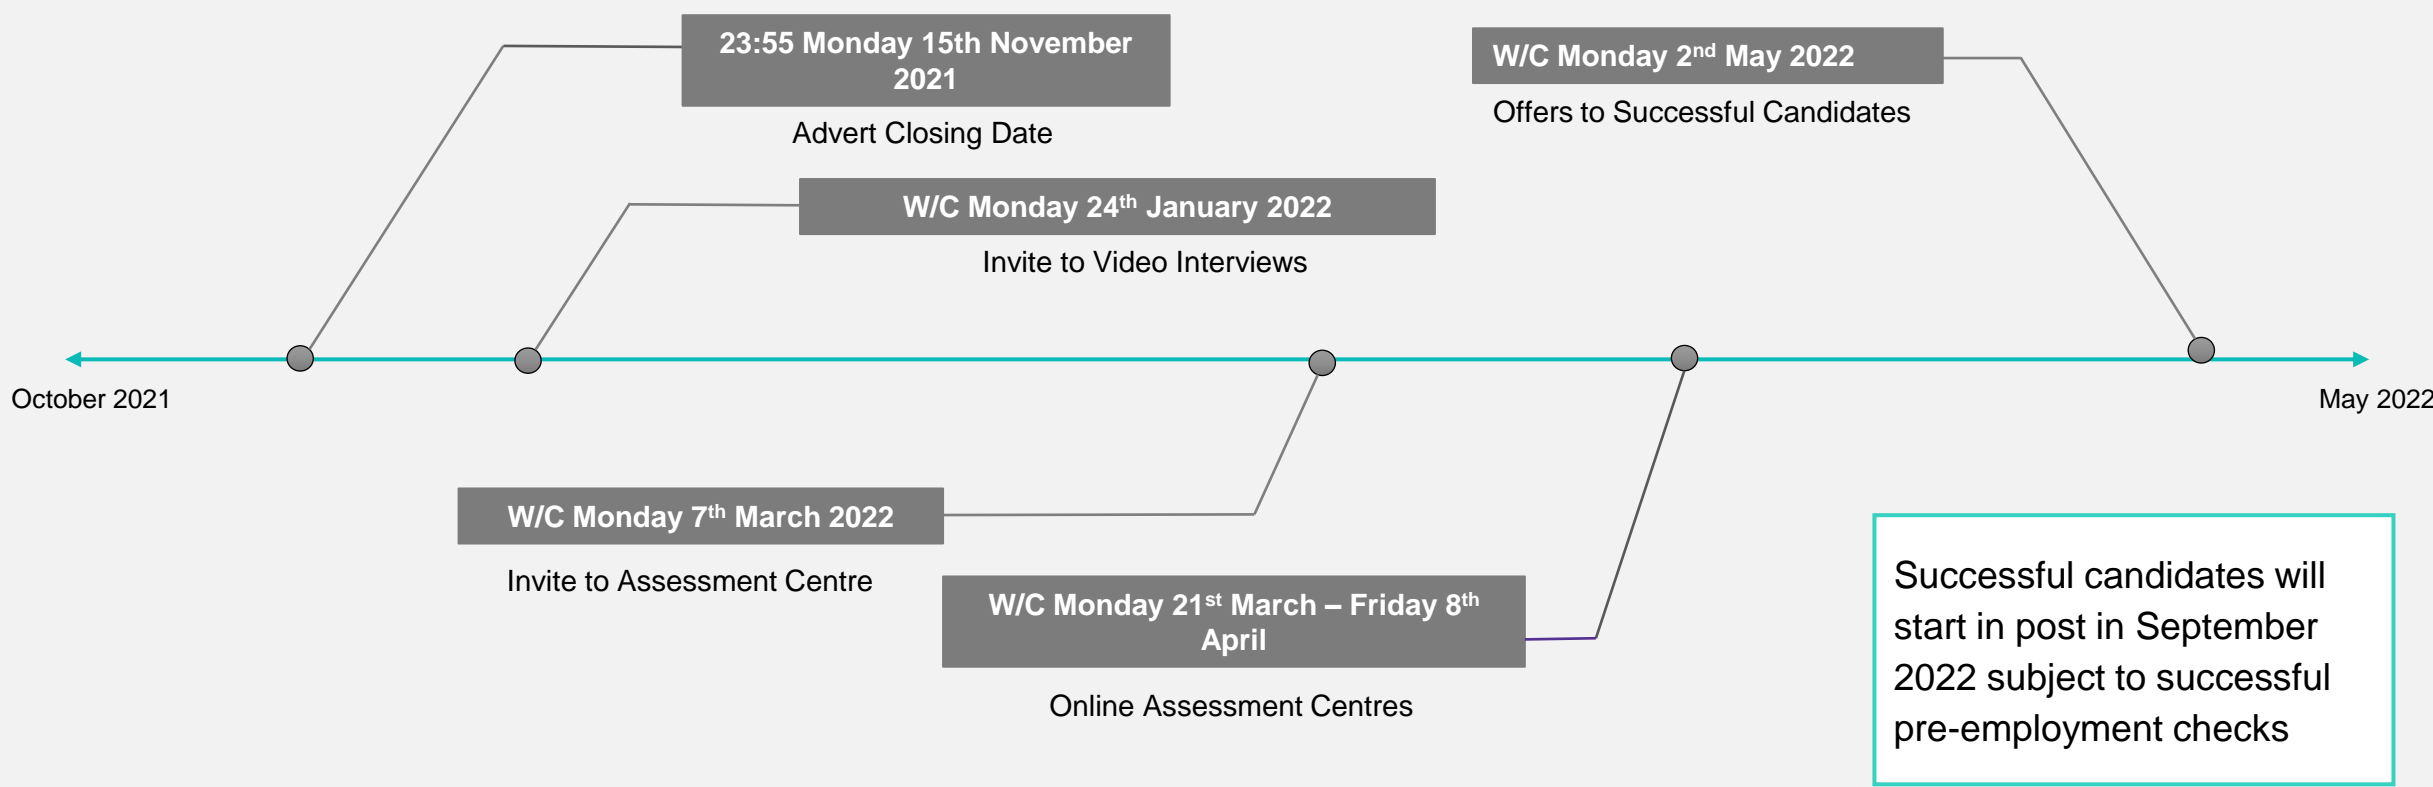 23:55 Monday 15th November
2021
Advert Closing Date
W/C Monday 2nd May 2022
Offers to Successful Candidates
W/C Monday 24th January 2022
Invite to Video Interviews
October 2021
May 2022
W/C Monday 7th March 2022
Invite to Assessment Centre
W/C Monday 21st March – Friday 8th
April
Online Assessment Centres
Successful candidates will
start in post in September
2022 subject to successful
pre-employment checks